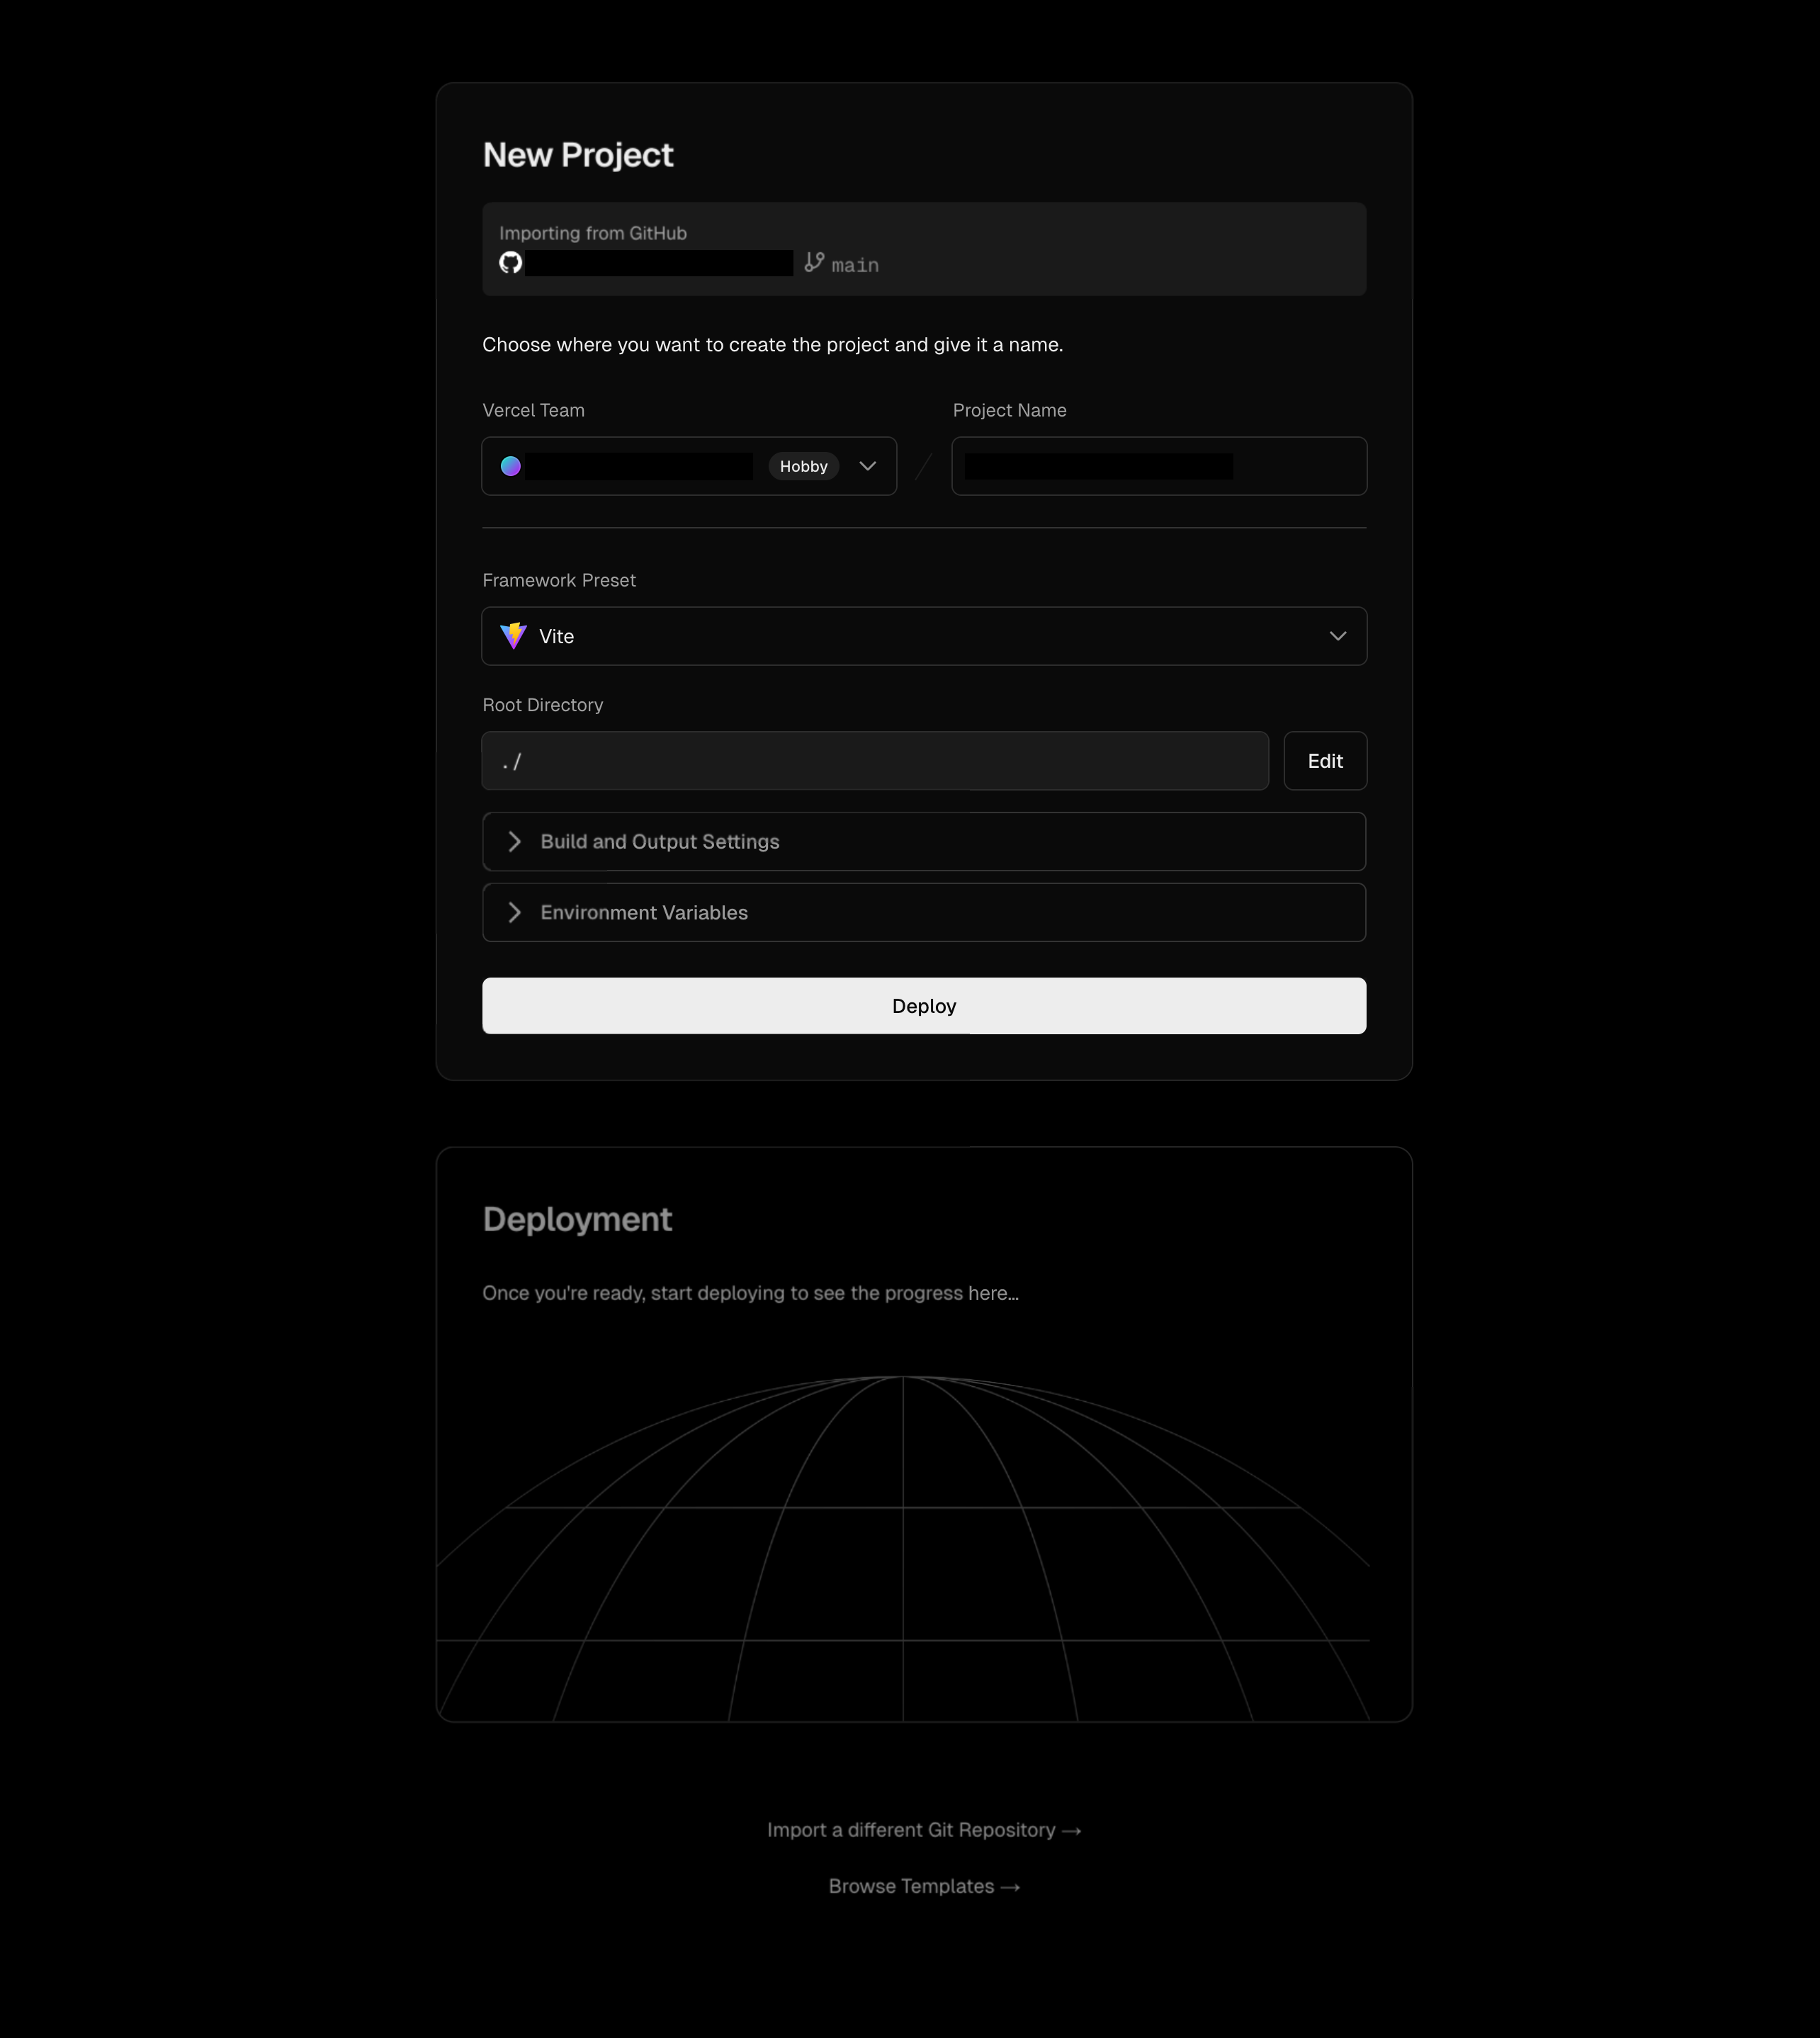 New Project
Importing from GitHub
main
Choose where you want to create the project and give it a name.
Vercel Team
Project Name
Hobby
Framework Preset
Vite
Root Directory
./
Edit
Build and Output Settings
Environment Variables
Deploy
Deployment
Once you're ready, start deploying to see the progress here...
Import a different Git Repository →
Browse Templates →